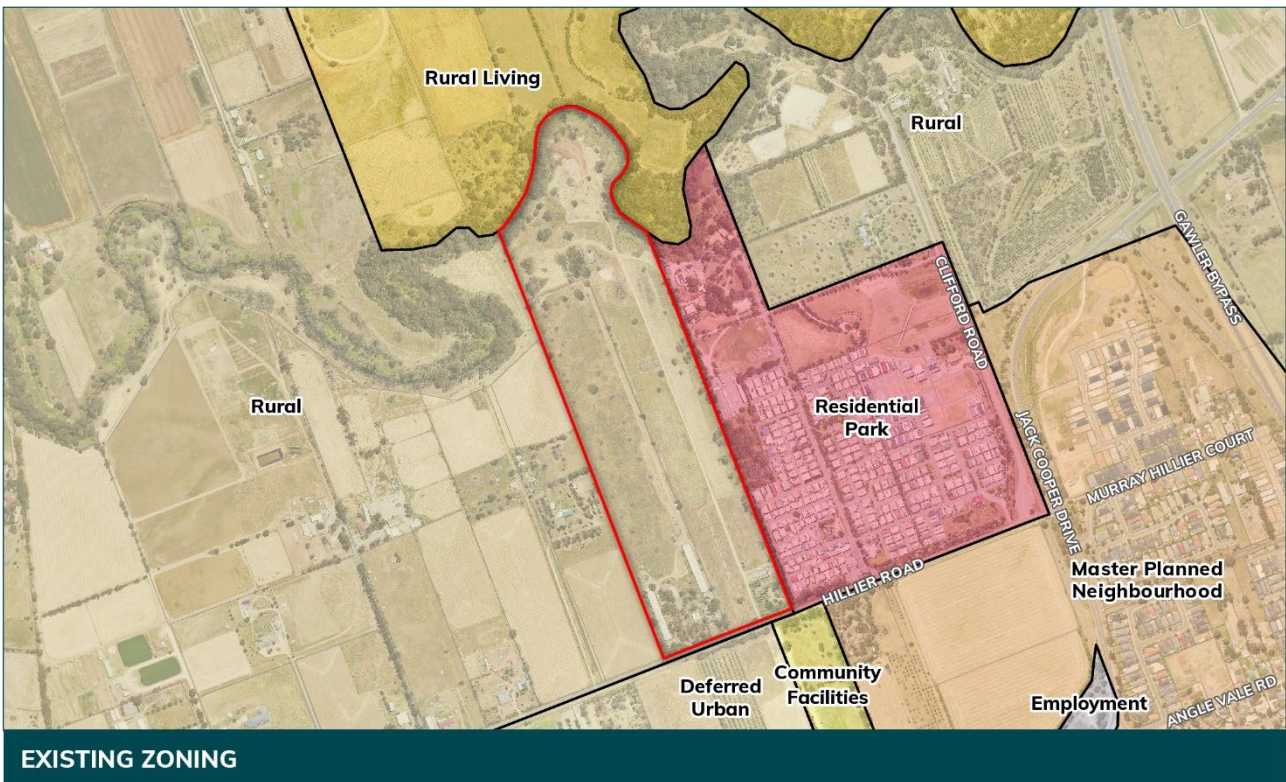 Rural Living
Rural
GAWLER BYPASS
CLIFFORD ROAD
Rural
Residential
Park
JACK COOPER DRIVE
MURRAY HILLIER COURT
HILLIER ROAD
Master Planned
Neighbourhood
Deferred
Urban
Community
Facilities
Employment
ANGLE VALE RD
EXISTING ZONING